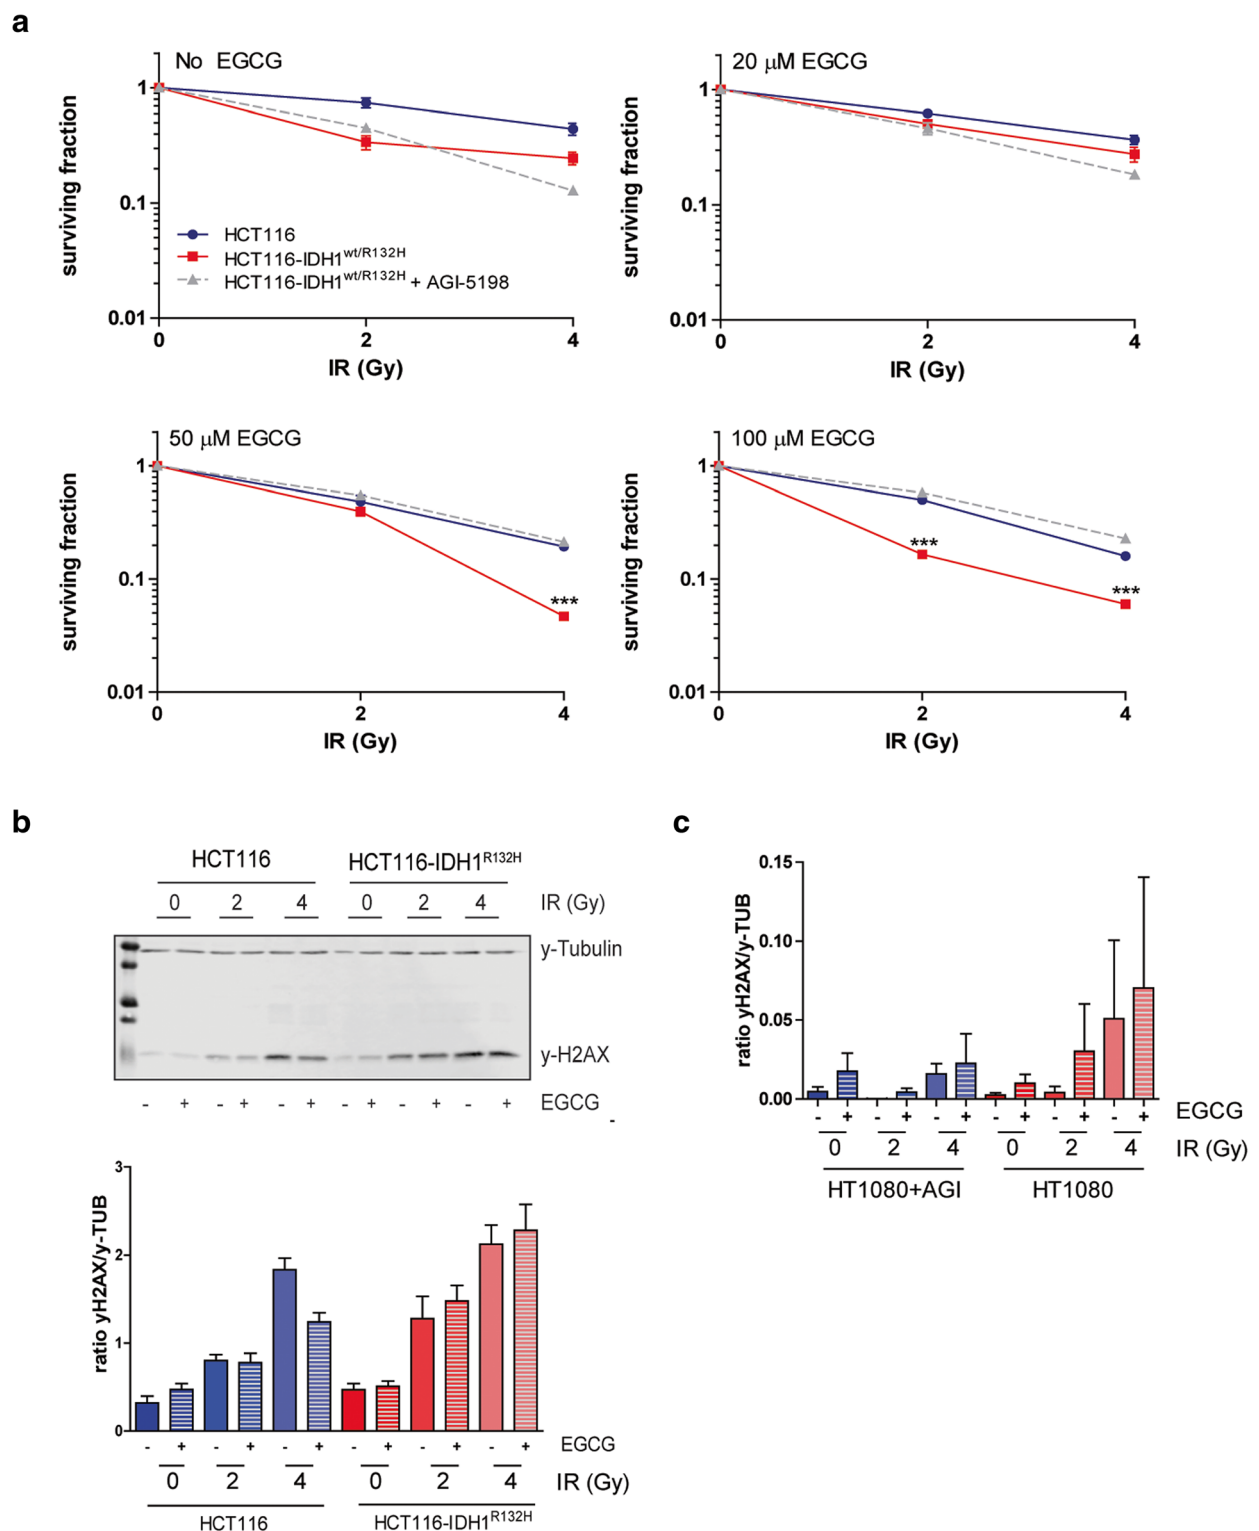 a
No EGCG
surviving fraction
1
0.1
0.01
HCT116
HCT116-IDH1wt/R132H
HCT116-IDH1wt/R132H + AGI-5198
0 2 4
IR (Gy)
20 μM EGCG
surviving fraction
1
0.1
0.01
0 2 4
IR (Gy)
50 μM EGCG
surviving fraction
1
0.1
0.01
***
0 2 4
IR (Gy)
100 μM EGCG
surviving fraction
1
0.1
0.01
***
***
0 2 4
IR (Gy)
b
HCT116 HCT116-IDH1R132H
0 2 4 0 2 4 IR (Gy)
y-Tubulin
y-H2AX
- + - + - + - + - + - + EGCG
-
ratio yH2AX/y-TUB
3
2
1
0
- + - + - + - + - + - + EGCG
0 2 4 0 2 4 IR (Gy)
HCT116 HCT116-IDH1R132H
c
ratio yH2AX/y-TUB
0.15
0.10
0.05
0.00
- + - + - + - + - + - + EGCG
0 2 4 0 2 4 IR (Gy)
HT1080+AGI HT1080